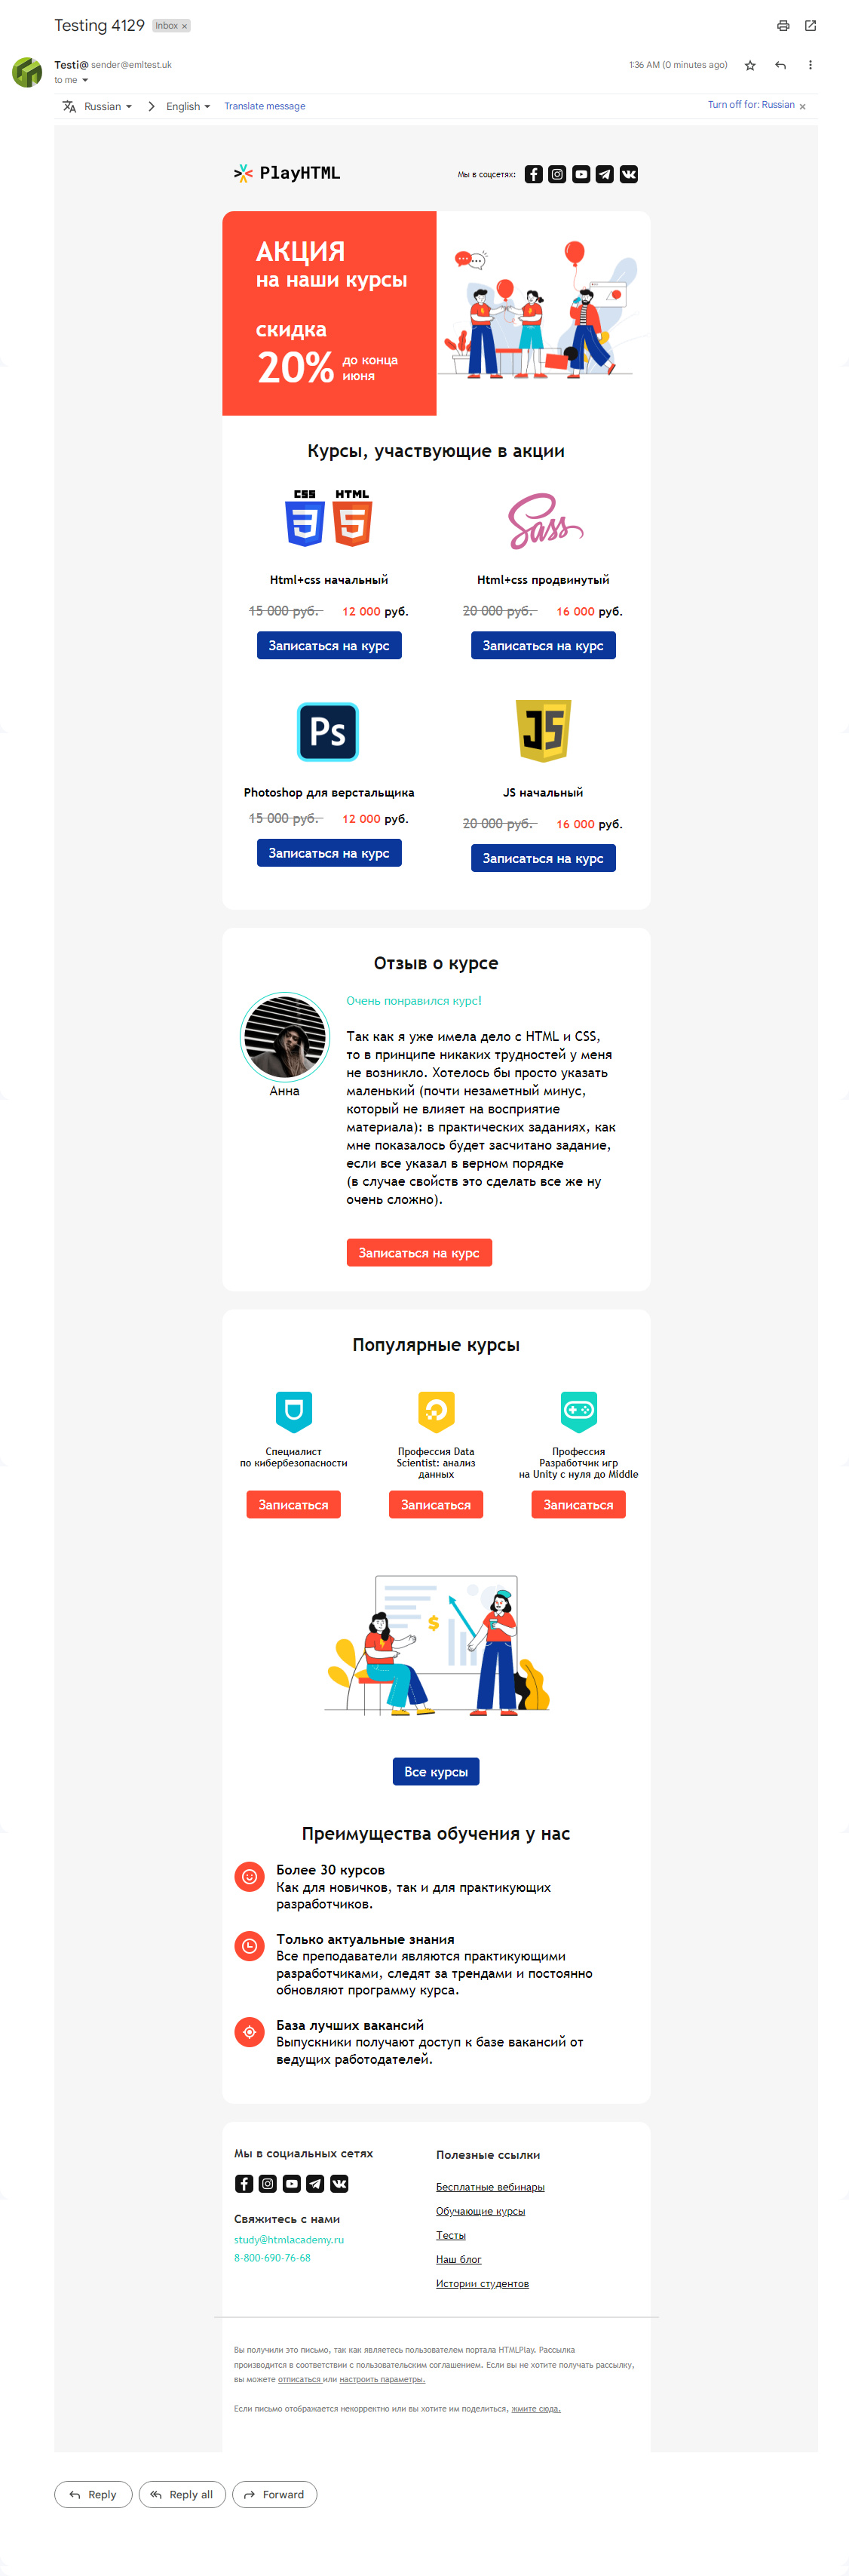 Testing 4129 Inbox ×
Testi@ sender@emltest.uk
1:36 AM (0 minutes ago)
to me
Russian
English
Translate message
Turn off for: Russian ×
PlayHTML
Мы в соцсетях:
АКЦИЯ
на наши курсы
скидка
20% до конца
июня
Курсы, участвующие в акции
CSS HTML
3 5
Sass
Html+css начальный
Html+css продвинутый
15 000 руб. 12 000 руб.
20 000 руб. 16 000 руб.
Записаться на курс
Записаться на курс
Ps
JS
Photoshop для верстальщика
JS начальный
15 000 руб. 12 000 руб.
20 000 руб. 16 000 руб.
Записаться на курс
Записаться на курс
Отзыв о курсе
Анна
Очень понравился курс!
Так как я уже имела дело с HTML и CSS,
то в принципе никаких трудностей у меня
не возникло. Хотелось бы просто указать
маленький (почти незаметный минус,
который не влияет на восприятие
материала): в практических заданиях, как
мне показалось будет засчитано задание,
если все указал в верном порядке
(в случае свойств это сделать все же ну
очень сложно).
Записаться на курс
Популярные курсы
Специалист
по кибербезопасности
Профессия Data
Scientist: анализ
данных
Профессия
Разработчик игр
на Unity с нуля до Middle
Записаться
Записаться
Записаться
$
Все курсы
Преимущества обучения у нас
Более 30 курсов
Как для новичков, так и для практикующих
разработчиков.
Только актуальные знания
Все преподаватели являются практикующими
разработчиками, следят за трендами и постоянно
обновляют программу курса.
База лучших вакансий
Выпускники получают доступ к базе вакансий от
ведущих работодателей.
Мы в социальных сетях
Свяжитесь с нами
study@htmlacademy.ru
8-800-690-76-68
Полезные ссылки
Бесплатные вебинары
Обучающие курсы
Тесты
Наш блог
Истории студентов
Вы получили это письмо, так как являетесь пользователем портала HTMLPlay. Рассылка
производится в соответствии с пользовательским соглашением. Если вы не хотите получать рассылку,
вы можете отписаться или настроить параметры.
Если письмо отображается некорректно или вы хотите им поделиться, жмите сюда.
Reply
Reply all
Forward